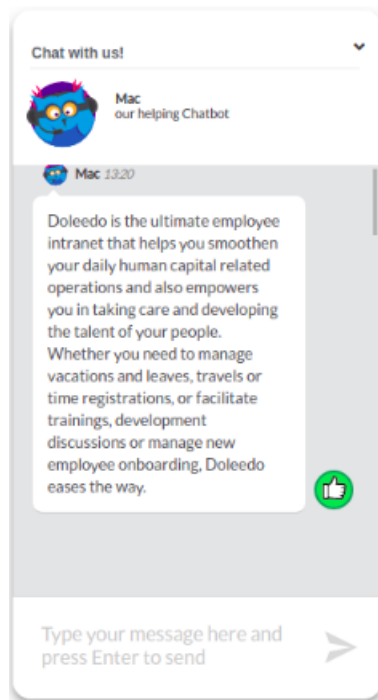 Chat with us!
Mac
our helping Chatbot
Mac 13:20
Doleedo is the ultimate employee
intranet that helps you smoothen
your daily human capital related
operations and also empowers
you in taking care and developing
the talent of your people.
Whether you need to manage
vacations and leaves, travels or
time registrations, or facilitate
trainings, development
discussions or manage new
employee onboarding, Doleedo
eases the way.
Type your message here and
press Enter to send